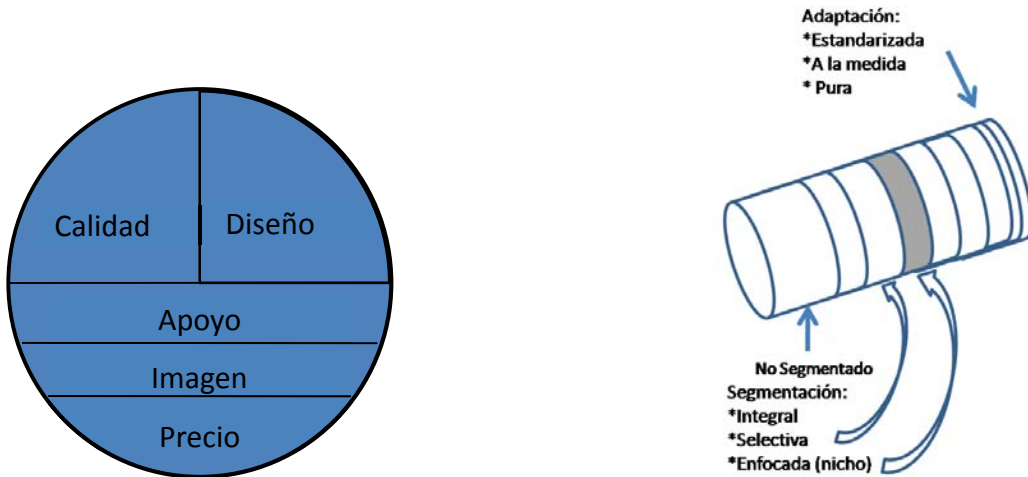 Calidad
Diseño
Apoyo
Imagen
Precio
Adaptación:
*Estandarizada
*A la medida
* Pura
No Segmentado
Segmentación:
*Integral
*Selectiva
*Enfocada (nicho)